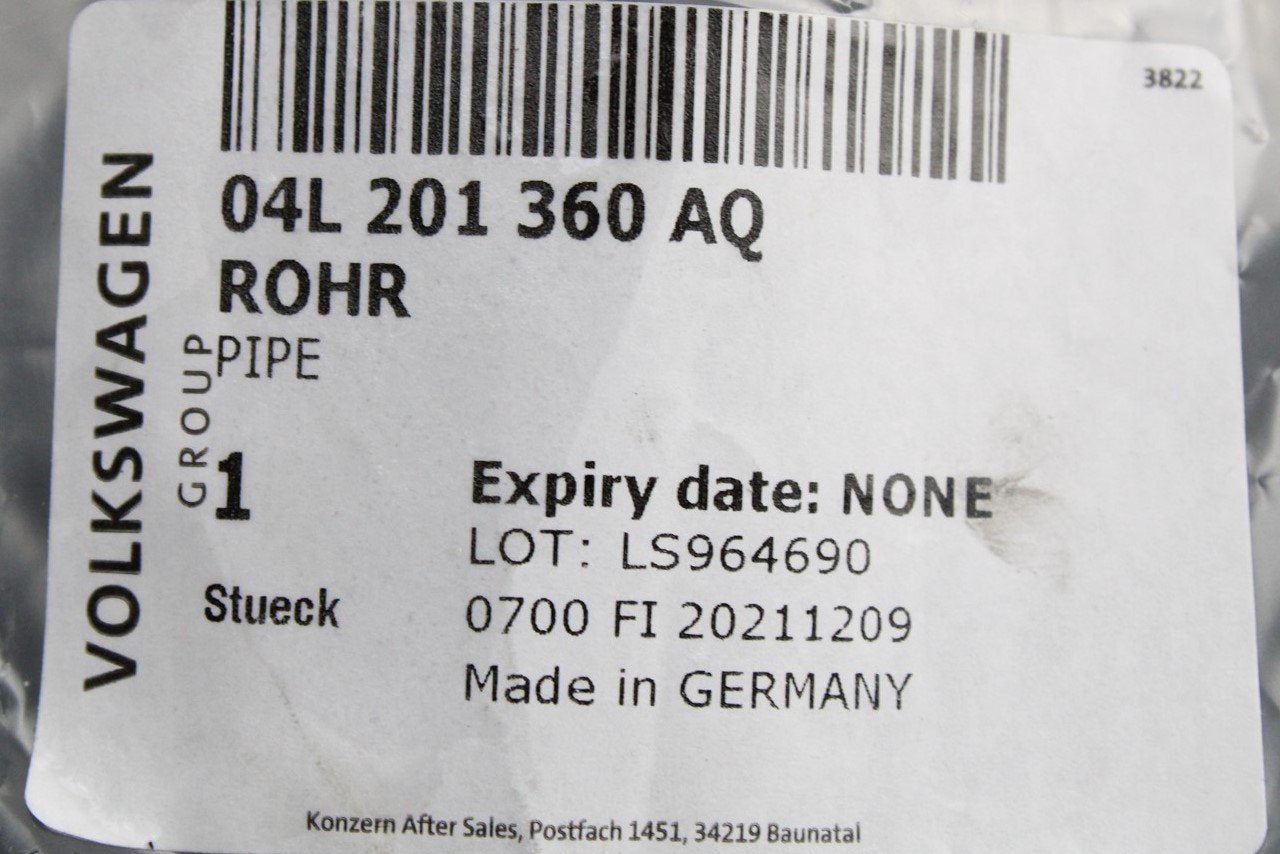 3822
04L 201 360 AQ
ROHR
PIPE
VOLKSWAGEN
GROUP
1
Stueck
Expiry date: NONE
LOT: LS964690
0700 FI 20211209
Made in GERMANY
Konzern After Sales, Postfach 1451, 34219 Baunatal